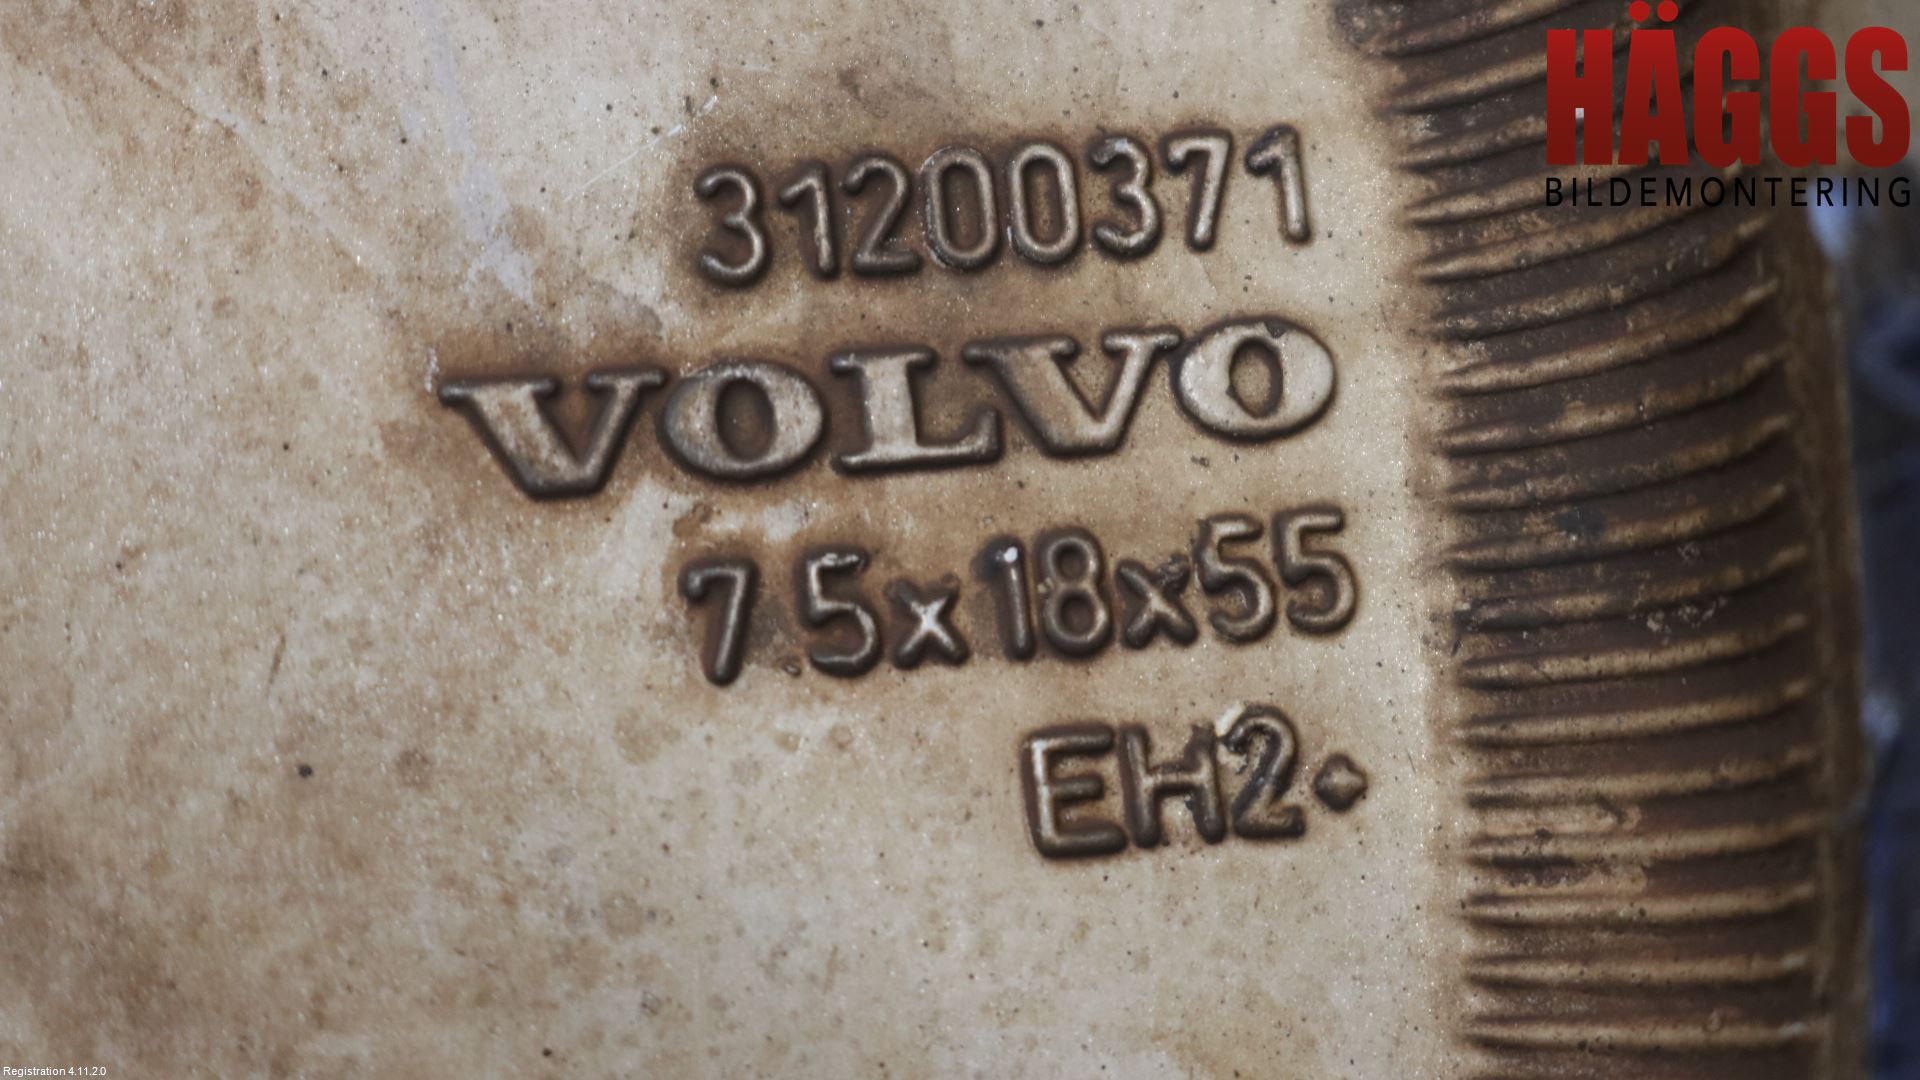 HÄGGS
BILDEMONTERING
31200371
VOLVO
7.5x18x55
EH2+
Registration 4.11.2.0